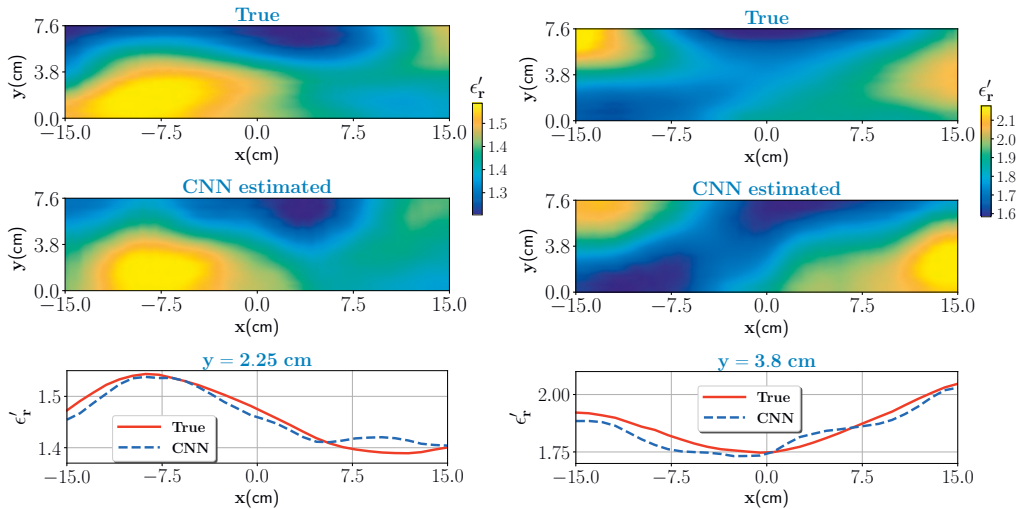 True
7.6
3.8
0.0
y(cm)
−15.0 −7.5 0.0 7.5 15.0
x(cm)
ϵ′r
1.5
1.4
1.3
CNN estimated
7.6
3.8
0.0
y(cm)
−15.0 −7.5 0.0 7.5 15.0
x(cm)
y = 2.25 cm
1.5
1.4
ϵ′r
True
CNN
−15.0 −7.5 0.0 7.5 15.0
x(cm)
True
7.6
3.8
0.0
y(cm)
−15.0 −7.5 0.0 7.5 15.0
x(cm)
ϵ′r
2.1
2.0
1.9
1.8
1.7
1.6
CNN estimated
7.6
3.8
0.0
y(cm)
−15.0 −7.5 0.0 7.5 15.0
x(cm)
y = 3.8 cm
2.00
1.75
ϵ′r
True
CNN
−15.0 −7.5 0.0 7.5 15.0
x(cm)